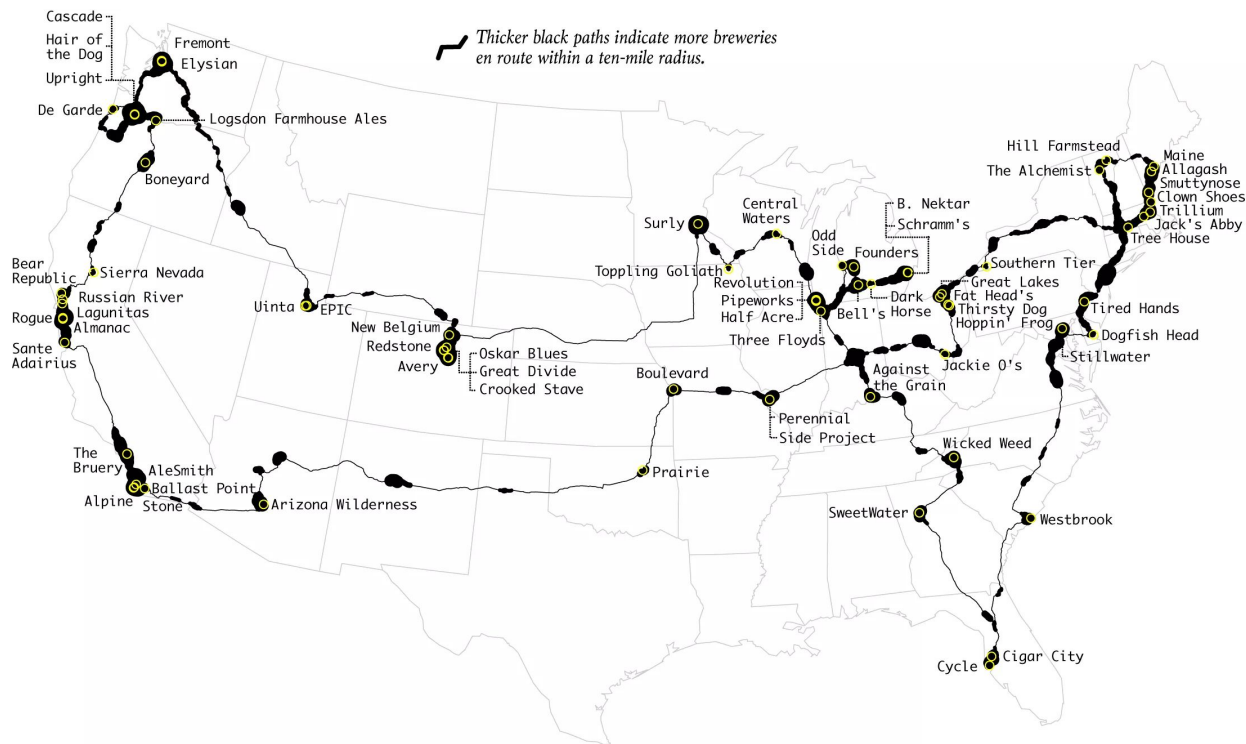 Cascade
Hair of
the Dog
Upright
De Garde
Fremont
Elysian
Thicker black paths indicate more breweries
en route within a ten-mile radius.
Logsdon Farmhouse Ales
Boneyard
Bear
Republic
Sierra Nevada
Russian River
Lagunitas
Rogue
Almanac
Sante
Adairius
Uinta
EPIC
New Belgium
Redstone
Avery
Oskar Blues
Great Divide
Crooked Stave
The
Bruery
AleSmith
Alpine
Ballast Point
Stone
Arizona Wilderness
Prairie
Boulevard
Perennial
Side Project
Surly
Toppling Goliath
Central
Waters
Revolution
Pipeworks
Half Acre
Three Floyds
Odd
Side
Founders
B. Nektar
Schramm's
Bell's
Dark
Horse
Against
the Grain
Jackie O's
Great Lakes
Fat Head's
Thirsty Dog
Hoppin' Frog
Southern Tier
Hill Farmstead
The Alchemist
Maine
Allagash
Smuttynose
Clown Shoes
Trillium
Jack's Abby
Tree House
Tired Hands
Dogfish Head
Stillwater
Wicked Weed
SweetWater
Westbrook
Cigar City
Cycle